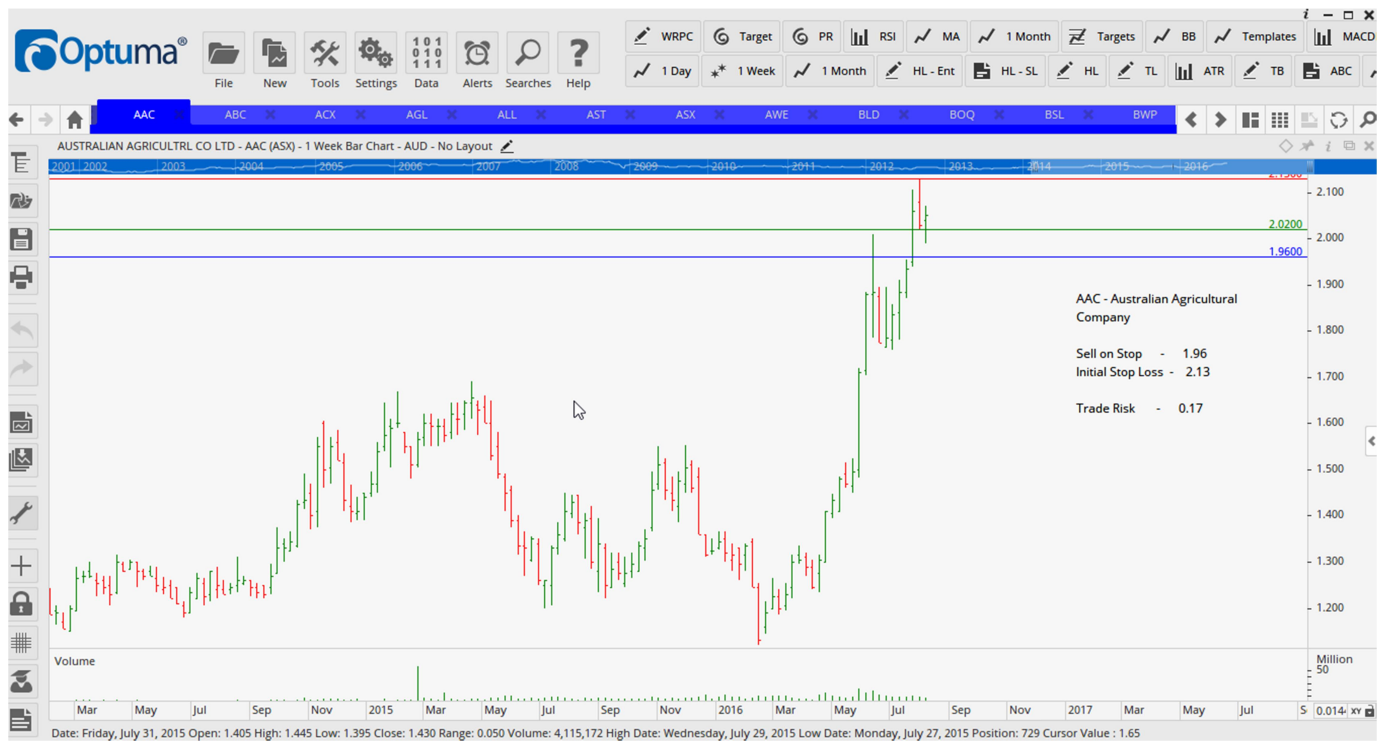 Optuma®
File New Tools Settings Data Alerts Searches Help
WRPC Target PR RSI MA 1 Month Targets BB Templates MACD
1 Day 1 Week 1 Month HL - Ent HL - SL HL TL ATR TB ABC
AAC ABC ACX AGL ALL AST ASX AWE BLD BOQ BSL BWP
AUSTRALIAN AGRICULTRL CO LTD - AAC (ASX) - 1 Week Bar Chart - AUD - No Layout
2001 2002 2003 2004 2005 2006 2007 2008 2009 2010 2011 2012 2013 2014 2015 2016
2.100
2.0200
2.000
1.9600
1.900
AAC - Australian Agricultural
Company
1.800
Sell on Stop - 1.96
Initial Stop Loss - 2.13
1.700
Trade Risk - 0.17
1.600
1.500
1.400
1.300
1.200
Volume
Million
50
Mar May Jul Sep Nov 2015 Mar May Jul Sep Nov 2016 Mar May Jul Sep Nov 2017 Mar May Jul
XY
Date: Friday, July 31, 2015 Open: 1.405 High: 1.445 Low: 1.395 Close: 1.430 Range: 0.050 Volume: 4,115,172 High Date: Wednesday, July 29, 2015 Low Date: Monday, July 27, 2015 Position: 729 Cursor Value : 1.65